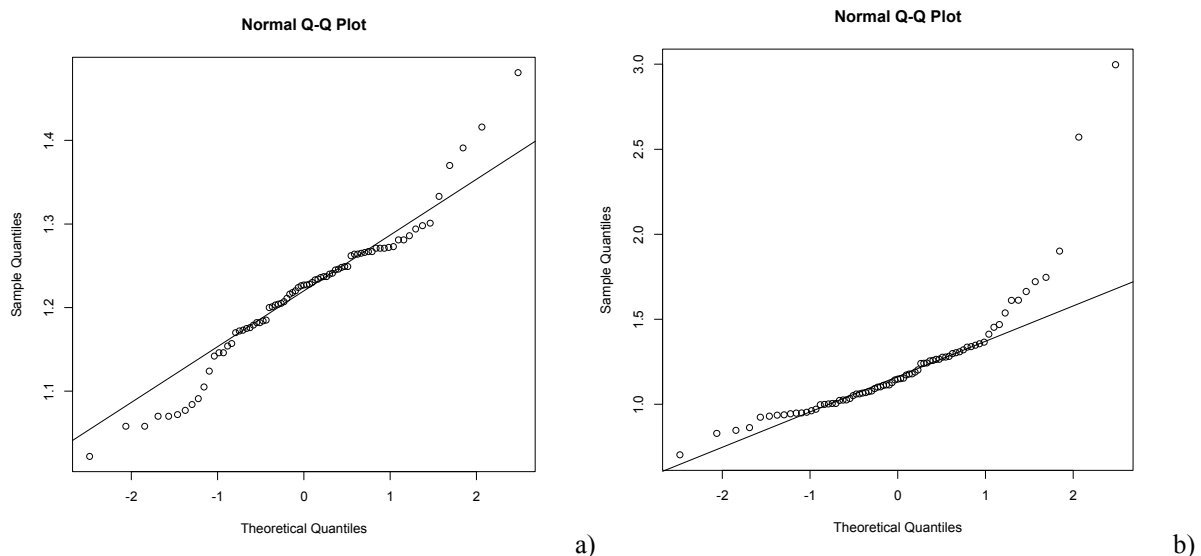 Normal Q-Q Plot
Sample Quantiles
1.4
1.3
1.2
1.1
-2 -1 0 1 2
Theoretical Quantiles
a)
Normal Q-Q Plot
Sample Quantiles
3.0
2.5
2.0
1.5
1.0
-2 -1 0 1 2
Theoretical Quantiles
b)